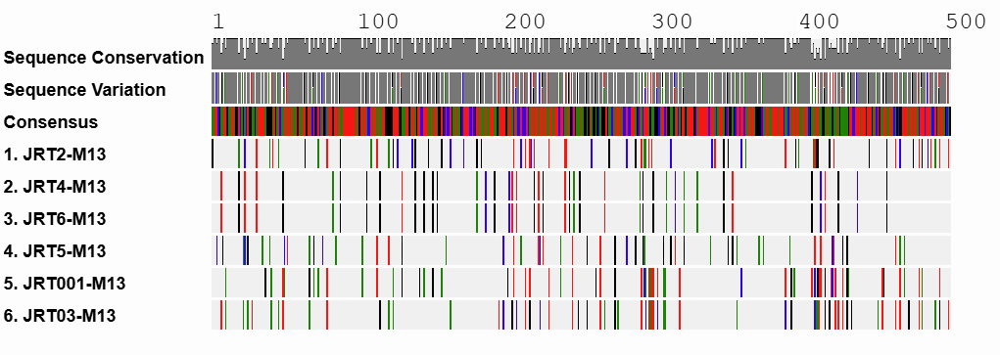 1 100 200 300 400 500
Sequence Conservation
Sequence Variation
Consensus
1. JRT2-M13
2. JRT4-M13
3. JRT6-M13
4. JRT5-M13
5. JRT001-M13
6. JRT03-M13